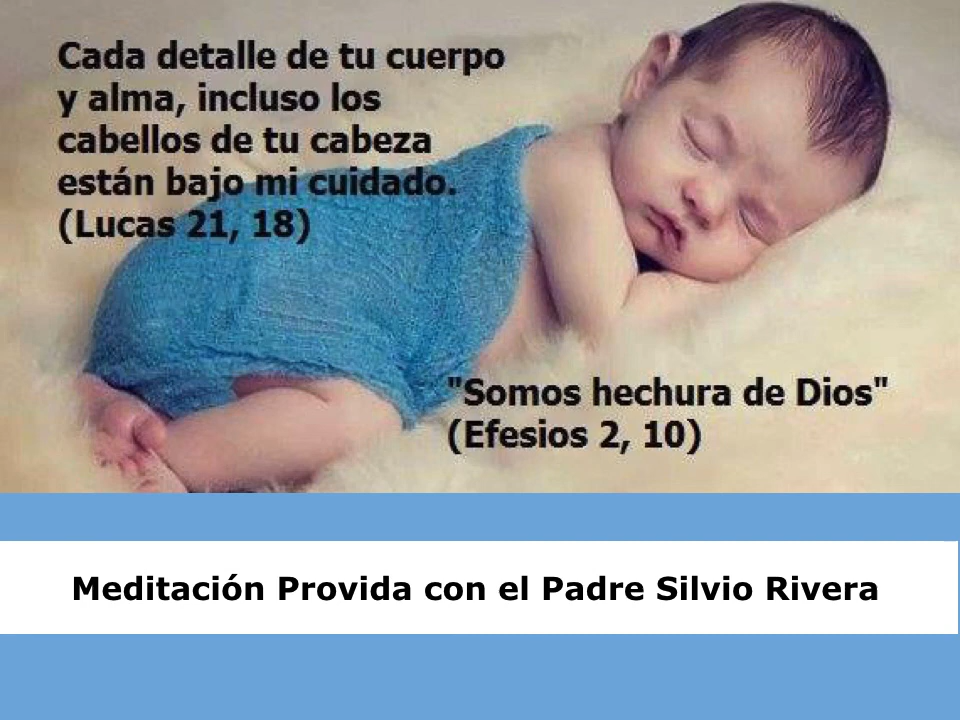 Cada detalle de tu cuerpo
y alma, incluso los
cabellos de tu cabeza
están bajo mi cuidado.
(Lucas 21, 18)
"Somos hechura de Dios"
(Efesios 2, 10)
Meditación Provida con el Padre Silvio Rivera